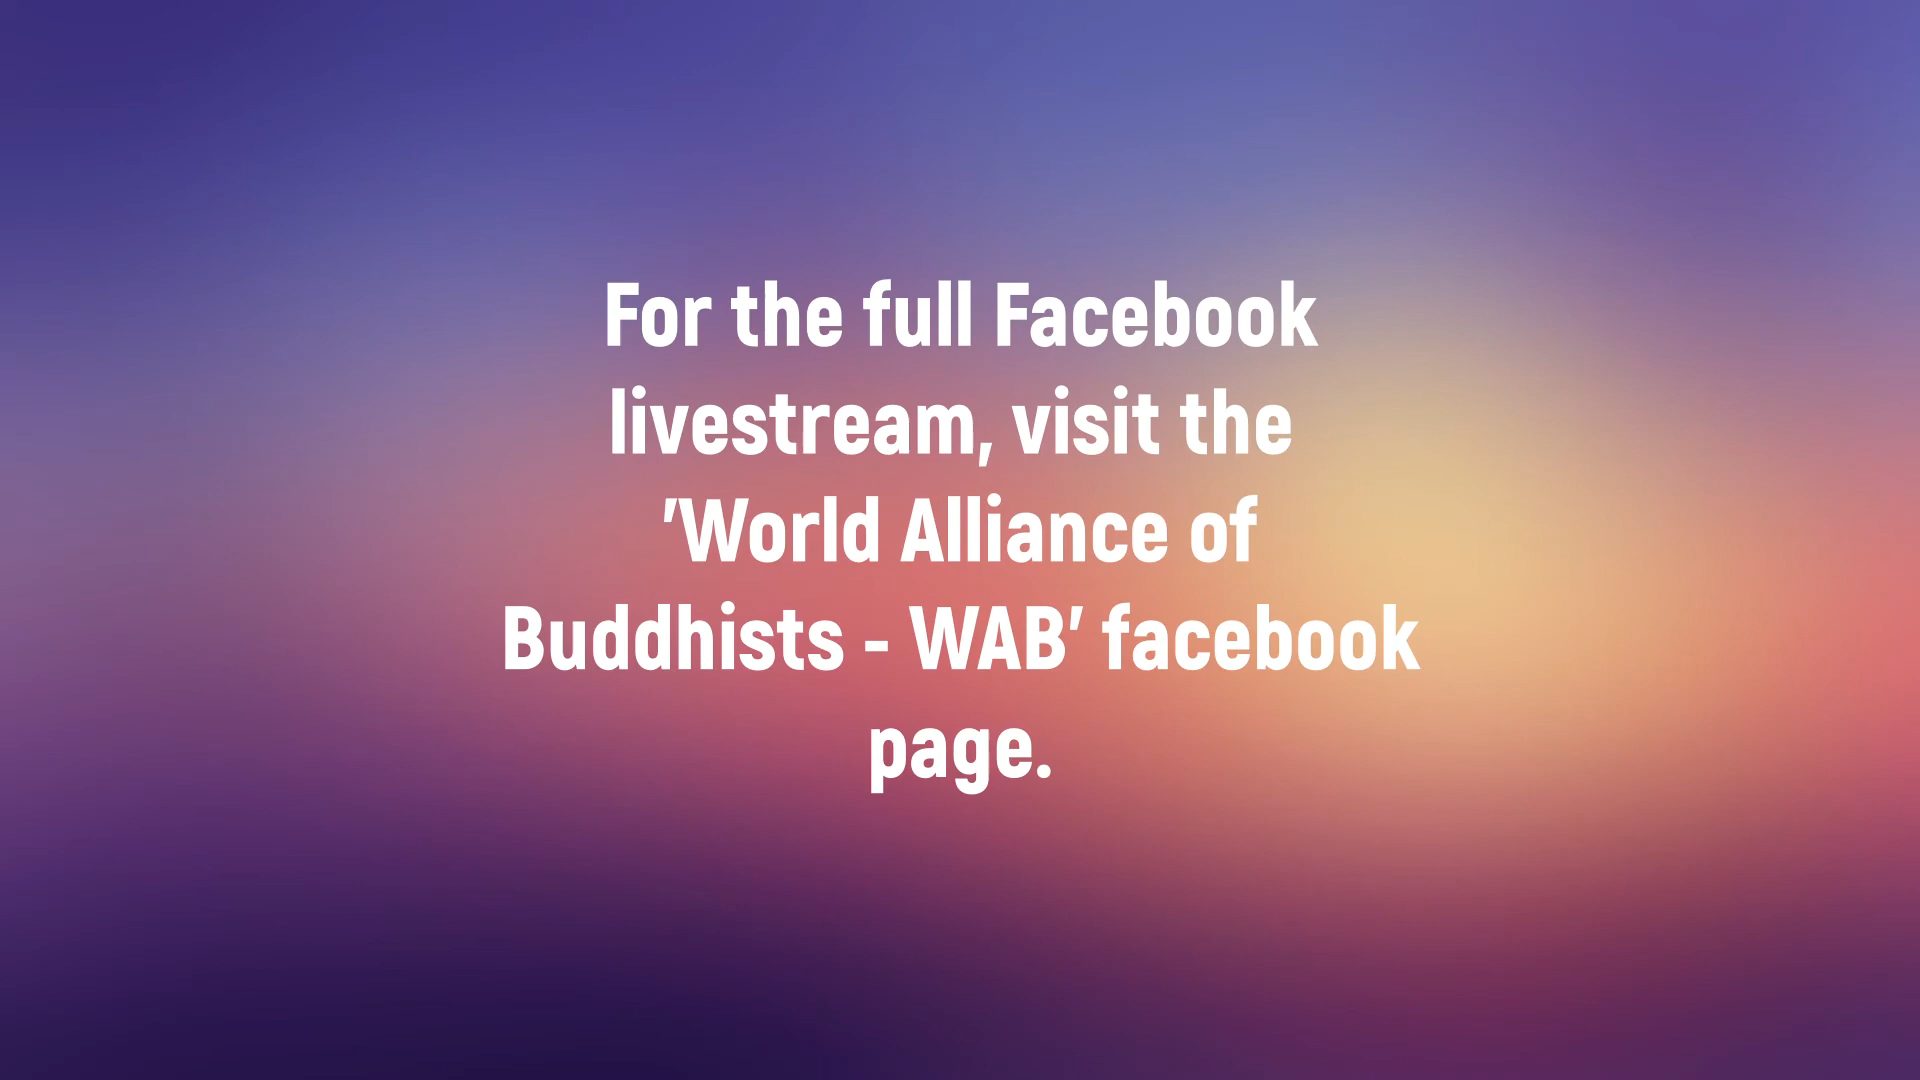 For the full Facebook
livestream, visit the
'World Alliance of
Buddhists - WAB' facebook
page.